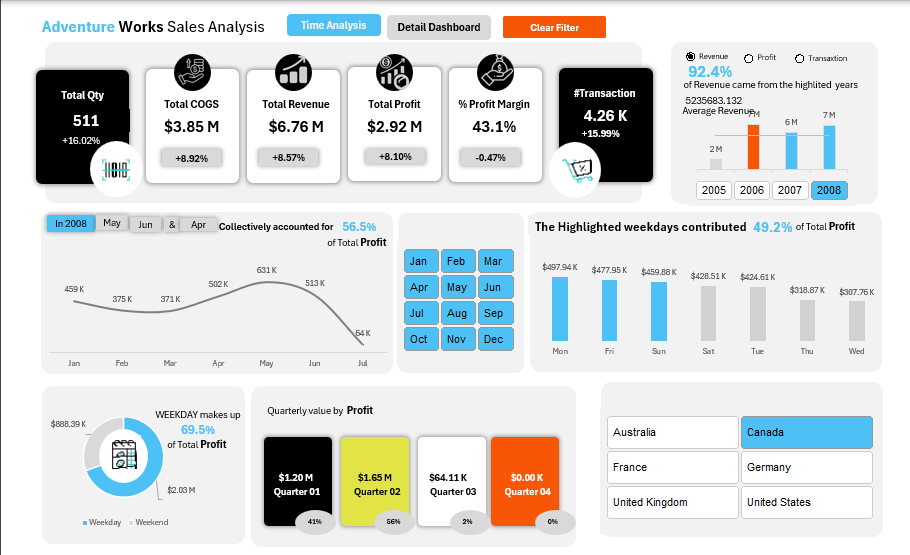 Adventure Works Sales Analysis
Time Analysis
Detail Dashboard
Clear Filter
Total Qty
511
+16.02%
Total COGS
$3.85 M
+8.92%
Total Revenue
$6.76 M
+8.57%
Total Profit
$2.92 M
+8.10%
% Profit Margin
43.1%
-0.47%
#Transaction
4.26 K
+15.99%
Revenue
Profit
Transaxtion
92.4%
of Revenue came from the highlited years
5235683.132
Average Revenue
2 M
7 M
6 M
7 M
2005
2006
2007
2008
In 2008
May
Jun
&
Apr
Collectively accounted for 56.5%
of Total Profit
459 K
375 K
371 K
502 K
631 K
513 K
64 K
Jan
Feb
Mar
Apr
May
Jun
Jul
Jan
Feb
Mar
Apr
May
Jun
Jul
Aug
Sep
Oct
Nov
Dec
The Highlighted weekdays contributed 49.2% of Total Profit
$497.94 K
$477.95 K
$459.88 K
$428.51 K
$424.61 K
$318.87 K
$307.76 K
Mon
Fri
Sun
Sat
Tue
Thu
Wed
WEEKDAY makes up
69.5%
of Total Profit
$888.39 K
$2.03 M
Weekday
Weekend
Quarterly value by Profit
$1.20 M
Quarter 01
41%
$1.65 M
Quarter 02
56%
$64.11 K
Quarter 03
2%
$0.00 K
Quarter 04
0%
Australia
Canada
France
Germany
United Kingdom
United States